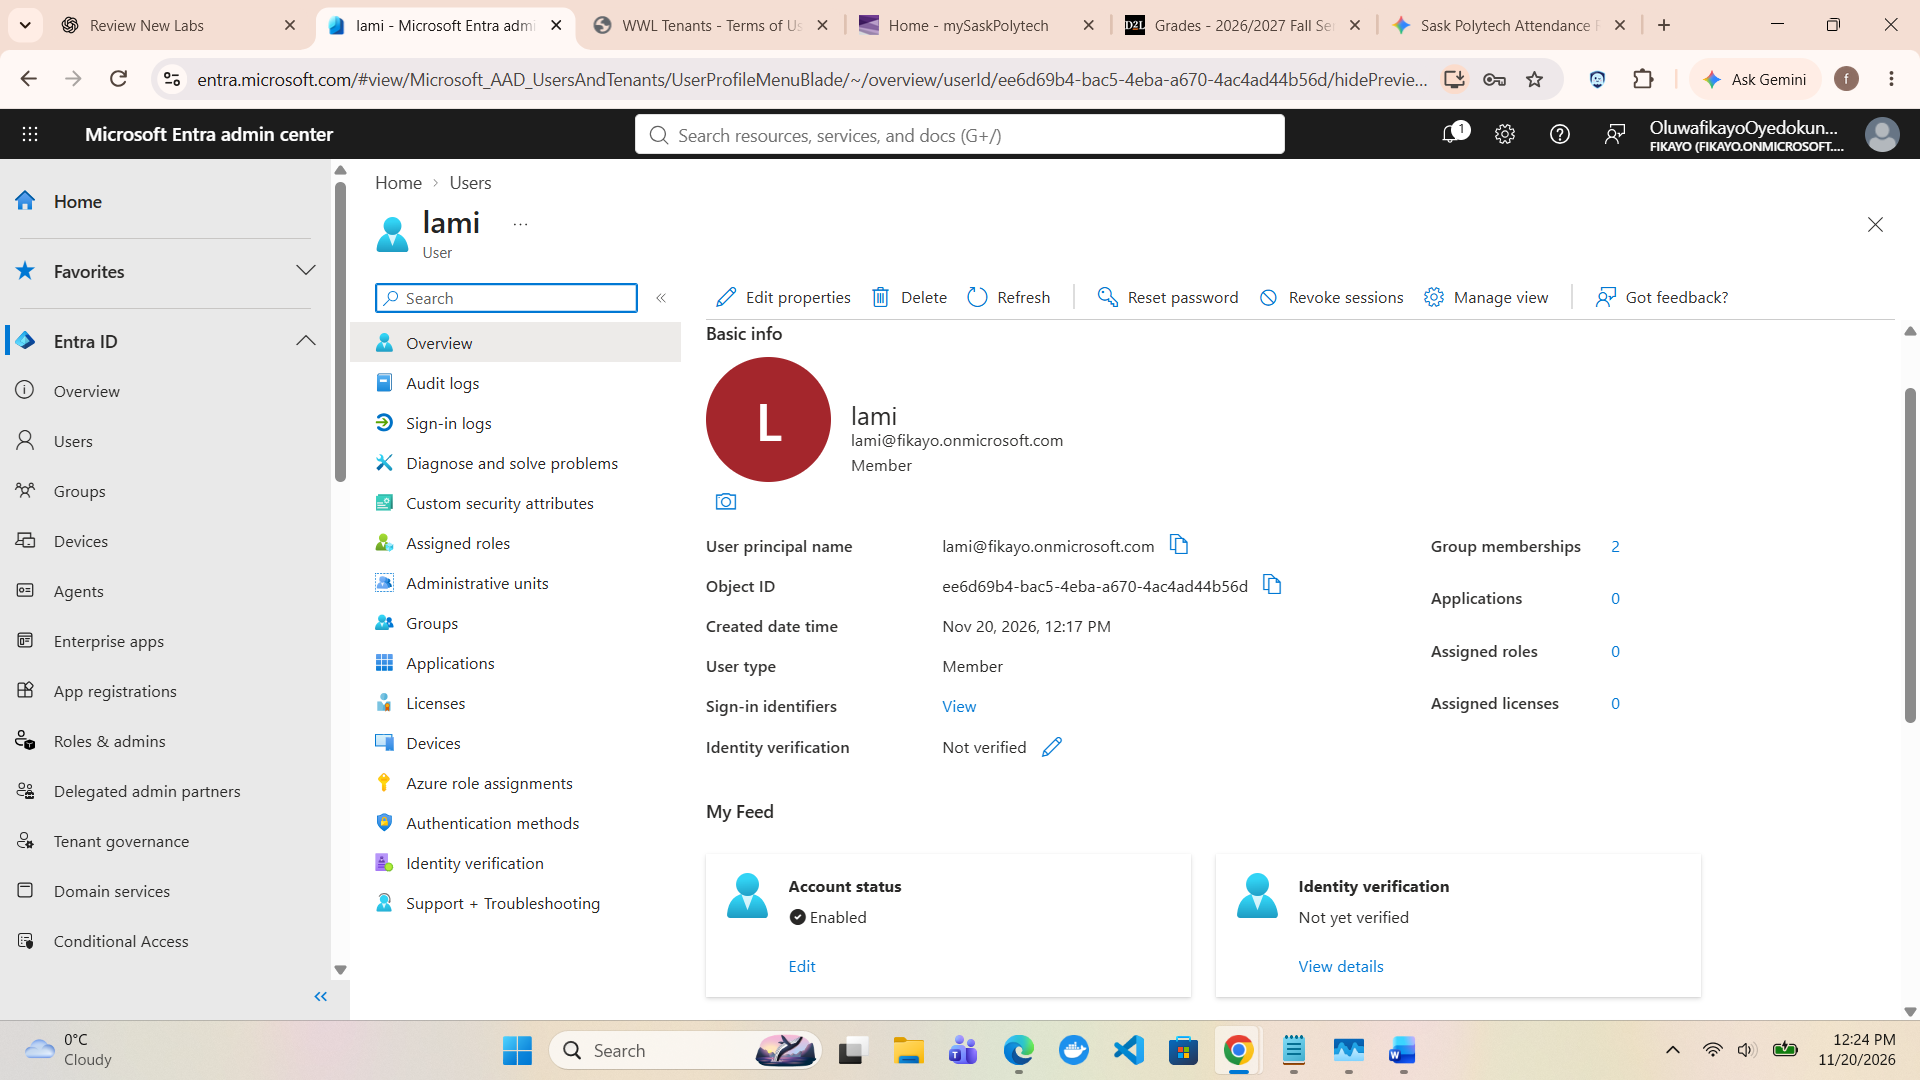 Review New Labs
lami - Microsoft Entra admi
WWL Tenants - Terms of Us
Home - mySaskPolytech
D2L
Grades - 2026/2027 Fall Se
Sask Polytech Attendance
entra.microsoft.com/#view/Microsoft_AAD_UsersAndTenants/UserProfileMenuBlade/~/overview/userId/ee6d69b4-bac5-4eba-a670-4ac4ad44b56d/hidePrevie...
Ask Gemini
f
Microsoft Entra admin center
Search resources, services, and docs (G+/)
1
OluwafikayoOyedokun...
FIKAYO (FIKAYO.ONMICROSOFT....
Home
Favorites
Entra ID
Overview
Users
Groups
Devices
Agents
Enterprise apps
App registrations
Roles & admins
Delegated admin partners
Tenant governance
Domain services
Conditional Access
Home > Users
lami
...
User
Search
Overview
Audit logs
Sign-in logs
Diagnose and solve problems
Custom security attributes
Assigned roles
Administrative units
Groups
Applications
Licenses
Devices
Azure role assignments
Authentication methods
Identity verification
Support + Troubleshooting
Edit properties
Delete
Refresh
Reset password
Revoke sessions
Manage view
Got feedback?
Basic info
L
lami
lami@fikayo.onmicrosoft.com
Member
User principal name lami@fikayo.onmicrosoft.com
Object ID ee6d69b4-bac5-4eba-a670-4ac4ad44b56d
Created date time Nov 20, 2026, 12:17 PM
User type Member
Sign-in identifiers View
Identity verification Not verified
Group memberships 2
Applications 0
Assigned roles 0
Assigned licenses 0
My Feed
Account status
Enabled
Edit
Identity verification
Not yet verified
View details
0°C
Cloudy
Search
12:24 PM
11/20/2026